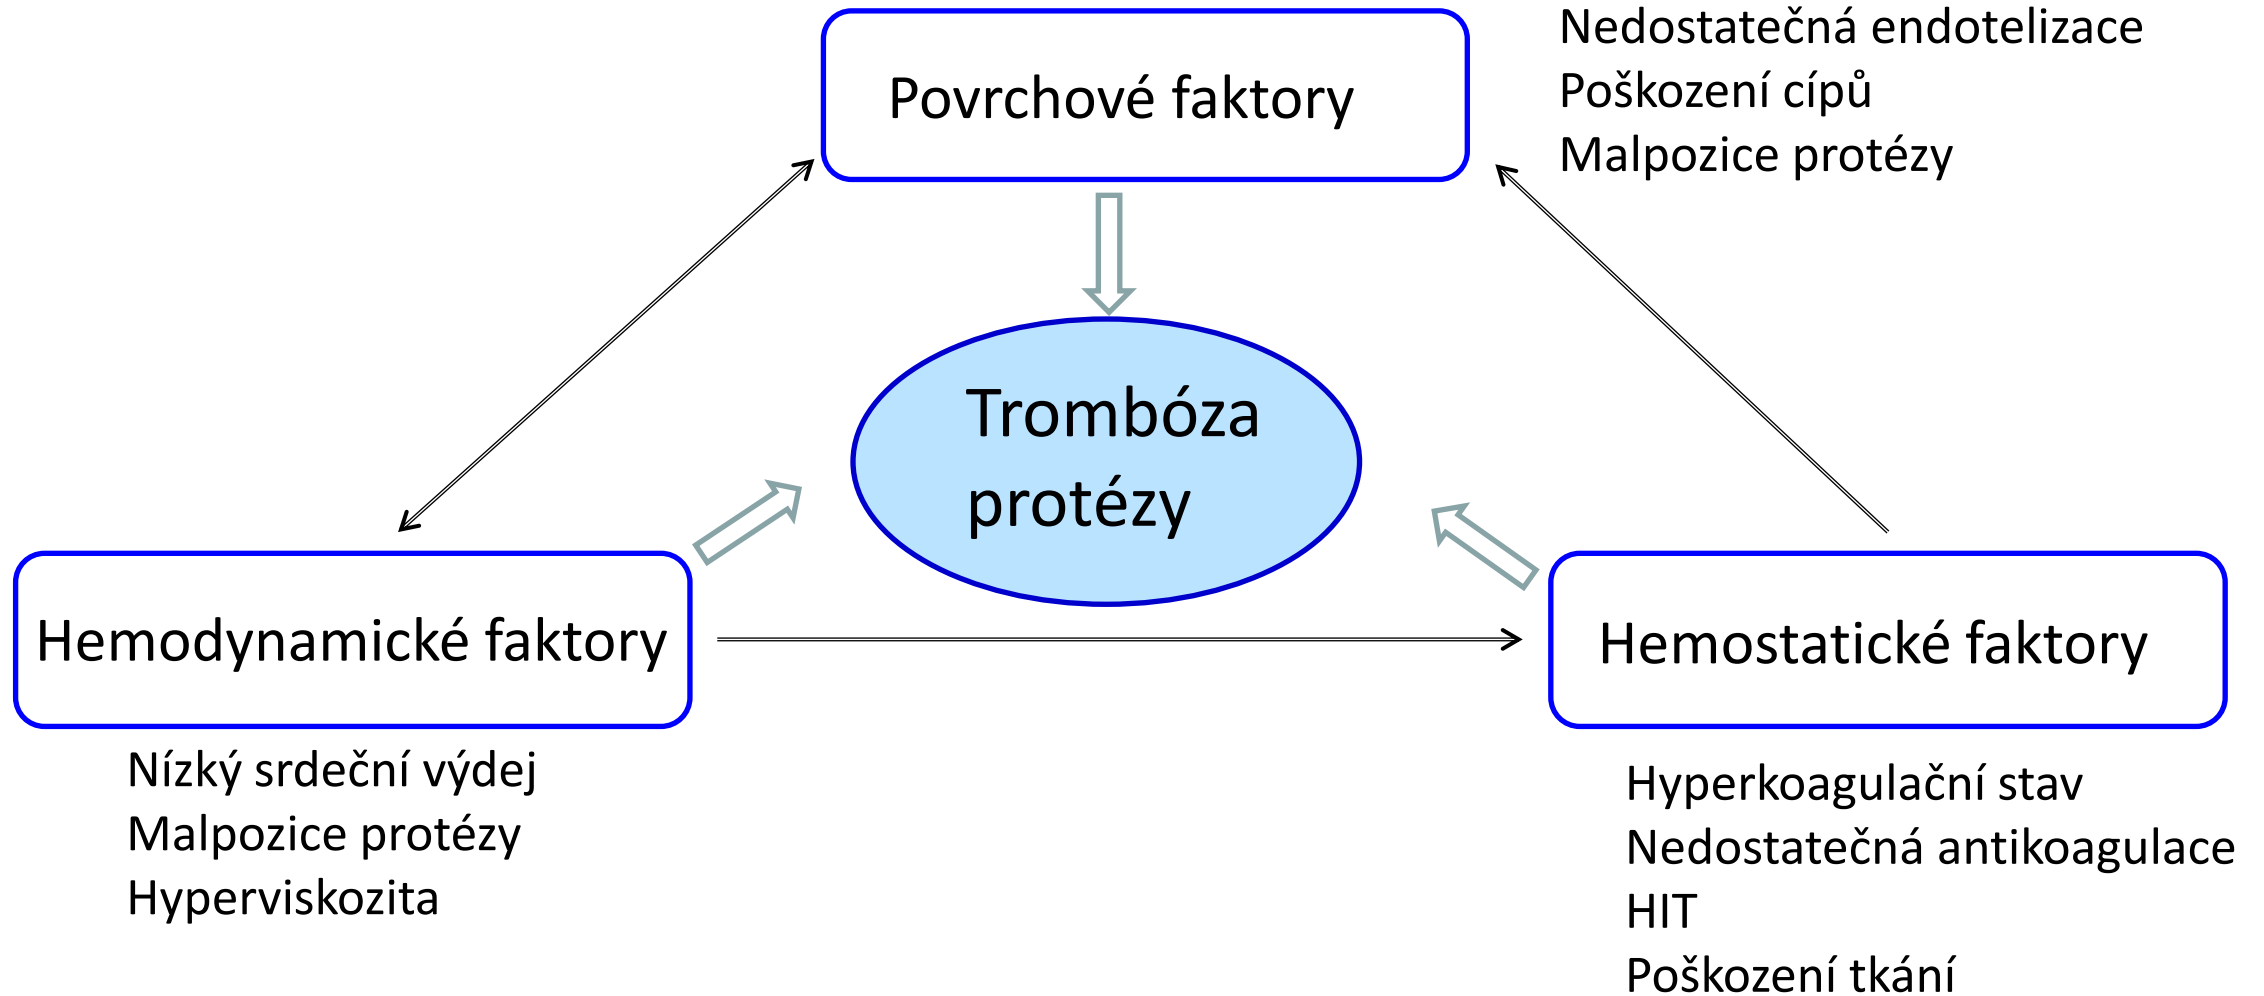 Povrchové faktory
Nedostatečná endotelizace
Poškození cípů
Malpozice protézy
Trombóza
protézy
Hemodynamické faktory
Nízký srdeční výdej
Malpozice protézy
Hyperviskozita
Hemostatické faktory
Hyperkoagulační stav
Nedostatečná antikoagulace
HIT
Poškození tkání